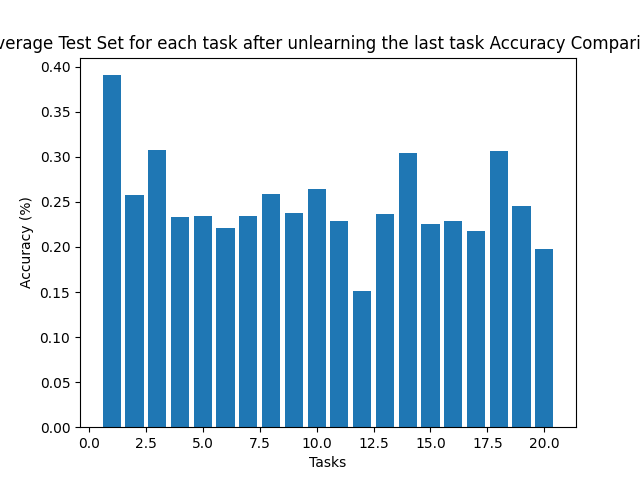 verage Test Set for each task after unlearning the last task Accuracy Compari
0.40
0.35
0.30
0.25
0.20
0.15
0.10
0.05
0.00
Accuracy (%)
0.0 2.5 5.0 7.5 10.0 12.5 15.0 17.5 20.0
Tasks